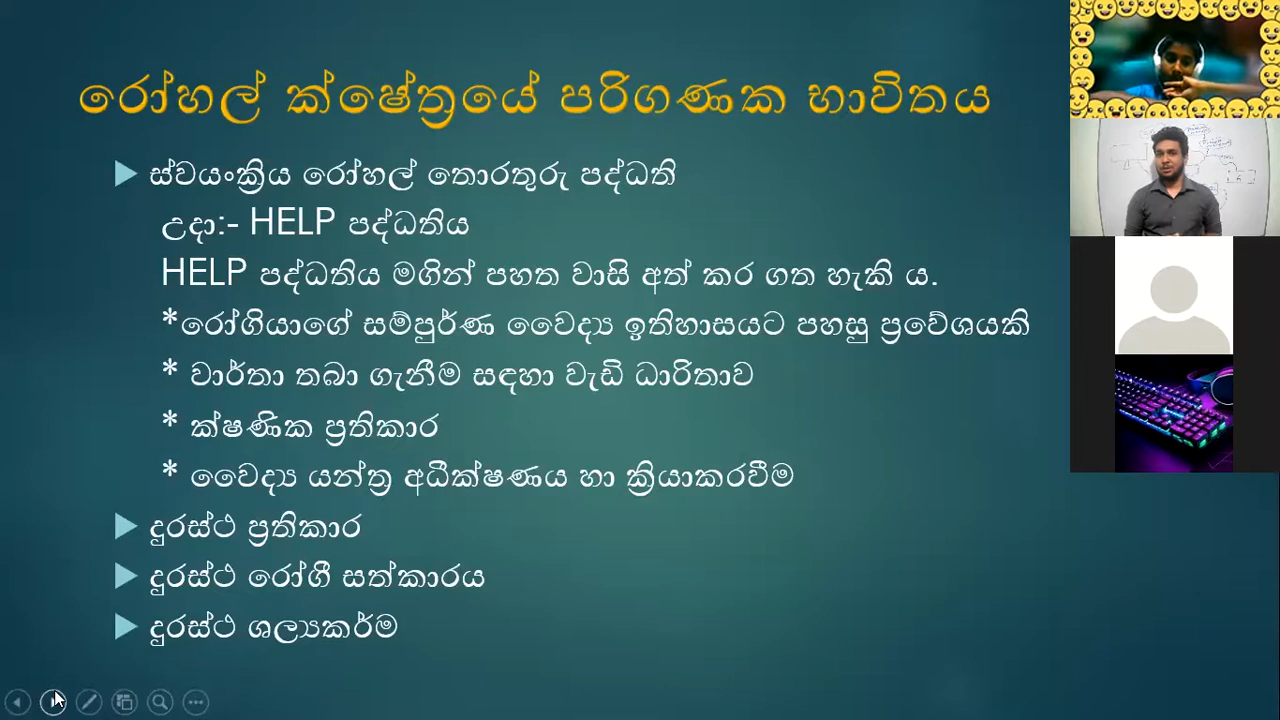 රෝහල් ක්ෂේත්‍රයේ පරිගණක භාවිතය
ස්වයංක්‍රිය රෝහල් තොරතුරු පද්ධති
උදා:- HELP පද්ධතිය
HELP පද්ධතිය මගින් පහත වාසි අත් කර ගත හැකි ය.
*රෝගියාගේ සම්පුර්ණ වෛද්‍ය ඉතිහාසයට පහසු ප්‍රවේශයකි
* වාර්තා තබා ගැනීම සඳහා වැඩි ධාරිතාව
* ක්ෂණික ප්‍රතිකාර
* වෛද්‍ය යන්ත්‍ර අධීක්ෂණය හා ක්‍රියාකරවීම
දුරස්ථ ප්‍රතිකාර
දුරස්ථ රෝගී සත්කාරය
දුරස්ථ ශල්‍යකර්ම